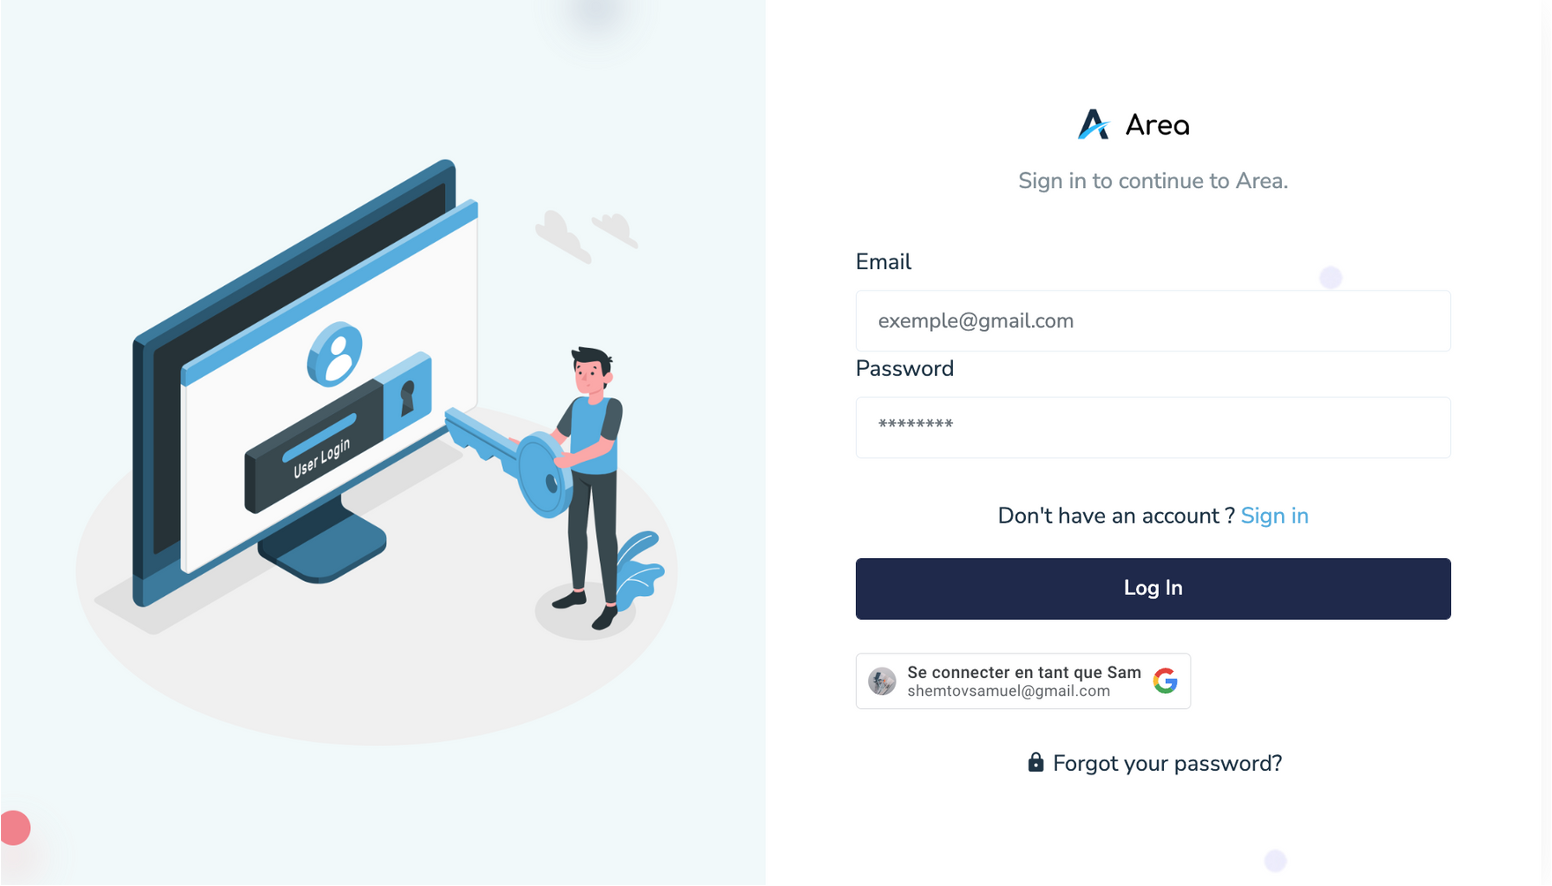 User Login
Area
Sign in to continue to Area.
Email
exemple@gmail.com
Password
********
Don't have an account ? Sign in
Log In
Se connecter en tant que Sam
shemtovsamuel@gmail.com
Forgot your password?